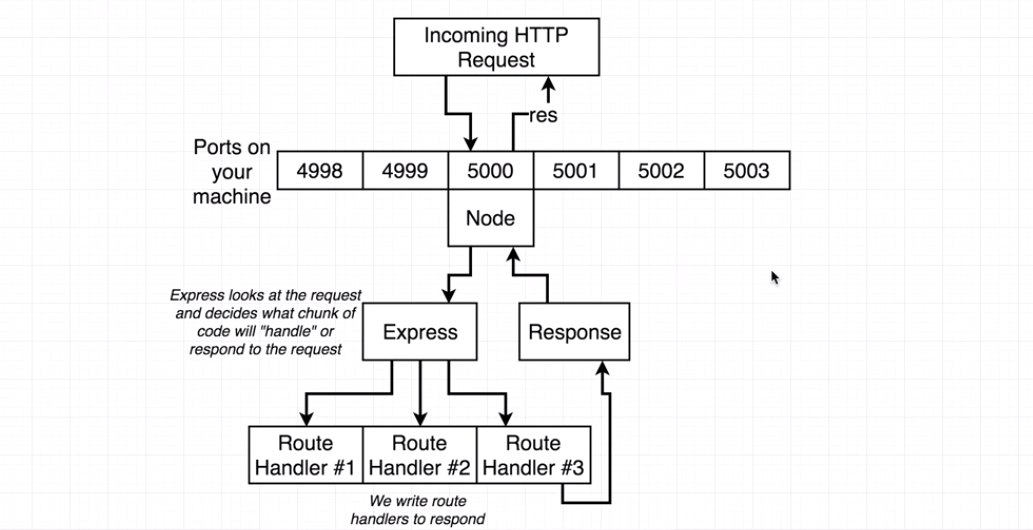 Incoming HTTP
Request
res
Ports on
your
machine
4998 4999 5000 5001 5002 5003
Node
Express looks at the request
and decides what chunk of
code will "handle" or
respond to the request
Express
Response
Route
Handler #1
Route
Handler #2
Route
Handler #3
We write route
handlers to respond